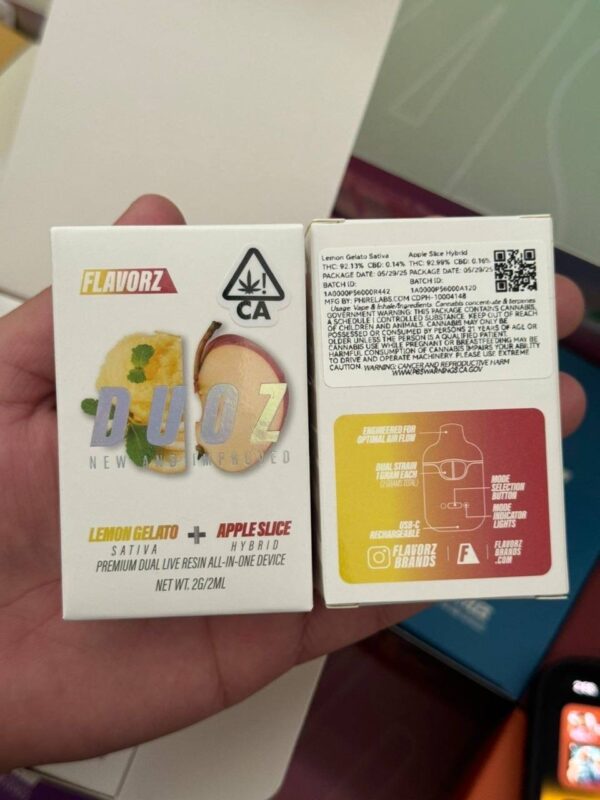 FLAVORZ
CA
DUOZ
NEW AND IMPROVED
LEMON GELATO + APPLE SLICE
SATIVA HYBRID
PREMIUM DUAL LIVE RESIN ALL-IN-ONE DEVICE
NET WT. 2G/2ML
Lemon Gelato Sativa Apple Slice Hybrid
THC: 92.13% CBD: 0.14% THC: 92.98% CBD: 0.16%
PACKAGE DATE: 05/29/25 PACKAGE DATE: 05/29/25
BATCH ID: BATCH ID:
1A0000P56000R442 1A0000P56000A120
MFG BY: PHIRELABS.COM CDPH-10004148
Usage: Vape & Inhale/Ingredients: Cannabis concentrate & terpenes
GOVERNMENT WARNING: THIS PACKAGE CONTAINS CANNABIS,
A SCHEDULE I CONTROLLED SUBSTANCE. KEEP OUT OF REACH
OF CHILDREN AND ANIMALS. CANNABIS MAY ONLY BE
POSSESSED OR CONSUMED BY PERSONS 21 YEARS OF AGE OR
OLDER UNLESS THE PERSON IS A QUALIFIED PATIENT.
CANNABIS USE WHILE PREGNANT OR BREASTFEEDING MAY BE
HARMFUL. CONSUMPTION OF CANNABIS IMPAIRS YOUR ABILITY
TO DRIVE AND OPERATE MACHINERY. PLEASE USE EXTREME
CAUTION. WARNING: CANCER AND REPRODUCTIVE HARM
WWW.P65WARNINGS.CA.GOV
ENGINEERED FOR
OPTIMAL AIR FLOW
DUAL STRAIN
1 GRAM EACH
(2 GRAMS TOTAL)
MODE
SELECTION
BUTTON
MODE
INDICATOR
LIGHTS
USB-C
RECHARGEABLE
FLAVORZ
BRANDS
F
FLAVORZ
BRANDS
.COM